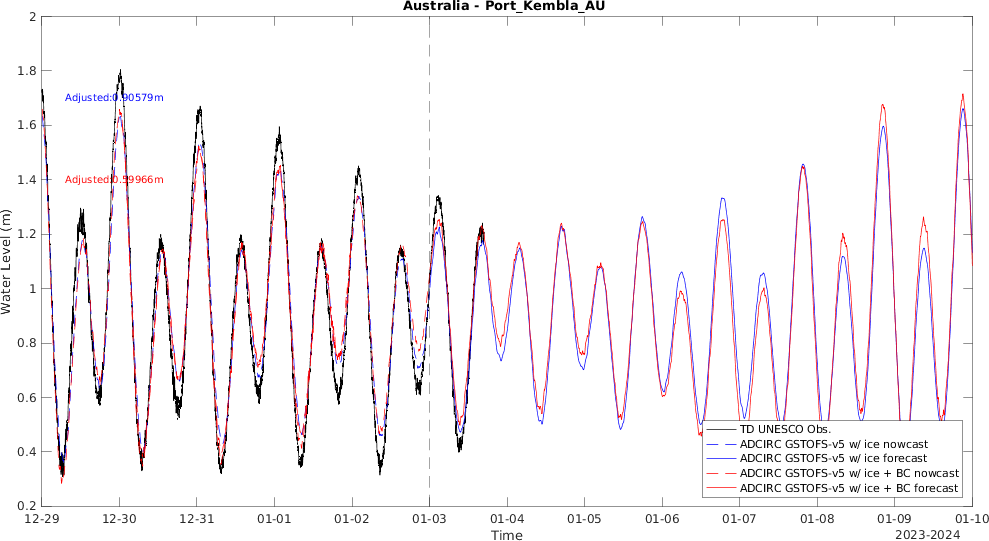 Australia - Port_Kembla_AU
2
1.8
1.6
1.4
1.2
1
0.8
0.6
0.4
0.2
Water Level (m)
Adjusted:0.90579m
Adjusted:0.59966m
TD UNESCO Obs.
ADCIRC GSTOFS-v5 w/ ice nowcast
ADCIRC GSTOFS-v5 w/ ice forecast
ADCIRC GSTOFS-v5 w/ ice + BC nowcast
ADCIRC GSTOFS-v5 w/ ice + BC forecast
12-29 12-30 12-31 01-01 01-02 01-03 01-04 01-05 01-06 01-07 01-08 01-09 01-10
Time
2023-2024